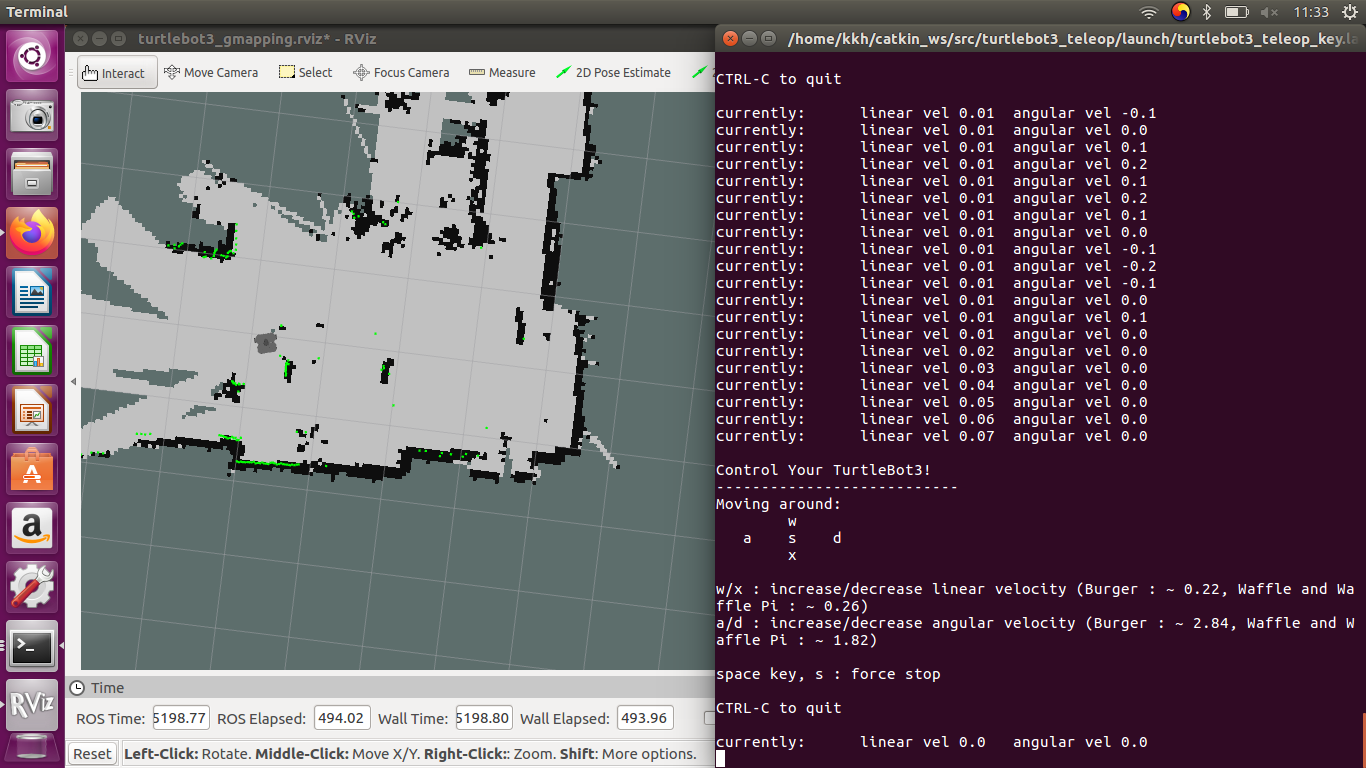 Terminal
11:33
turtlebot3_gmapping.rviz* - RViz
Interact
Move Camera
Select
Focus Camera
Measure
2D Pose Estimate
Time
ROS Time: 5198.77 ROS Elapsed: 494.02 Wall Time: 5198.80 Wall Elapsed: 493.96
Reset
Left-Click: Rotate. Middle-Click: Move X/Y. Right-Click:: Zoom. Shift: More options.
RViz
/home/kkh/catkin_ws/src/turtlebot3_teleop/launch/turtlebot3_teleop_key.la
CTRL-C to quit
currently: linear vel 0.01 angular vel -0.1
currently: linear vel 0.01 angular vel 0.0
currently: linear vel 0.01 angular vel 0.1
currently: linear vel 0.01 angular vel 0.2
currently: linear vel 0.01 angular vel 0.1
currently: linear vel 0.01 angular vel 0.2
currently: linear vel 0.01 angular vel 0.1
currently: linear vel 0.01 angular vel 0.0
currently: linear vel 0.01 angular vel -0.1
currently: linear vel 0.01 angular vel -0.2
currently: linear vel 0.01 angular vel -0.1
currently: linear vel 0.01 angular vel 0.0
currently: linear vel 0.01 angular vel 0.1
currently: linear vel 0.01 angular vel 0.0
currently: linear vel 0.02 angular vel 0.0
currently: linear vel 0.03 angular vel 0.0
currently: linear vel 0.04 angular vel 0.0
currently: linear vel 0.05 angular vel 0.0
currently: linear vel 0.06 angular vel 0.0
currently: linear vel 0.07 angular vel 0.0
Control Your TurtleBot3!
---------------------------
Moving around:
w
a s d
x
w/x : increase/decrease linear velocity (Burger : ~ 0.22, Waffle and Wa
ffle Pi : ~ 0.26)
a/d : increase/decrease angular velocity (Burger : ~ 2.84, Waffle and W
affle Pi : ~ 1.82)
space key, s : force stop
CTRL-C to quit
currently: linear vel 0.0 angular vel 0.0